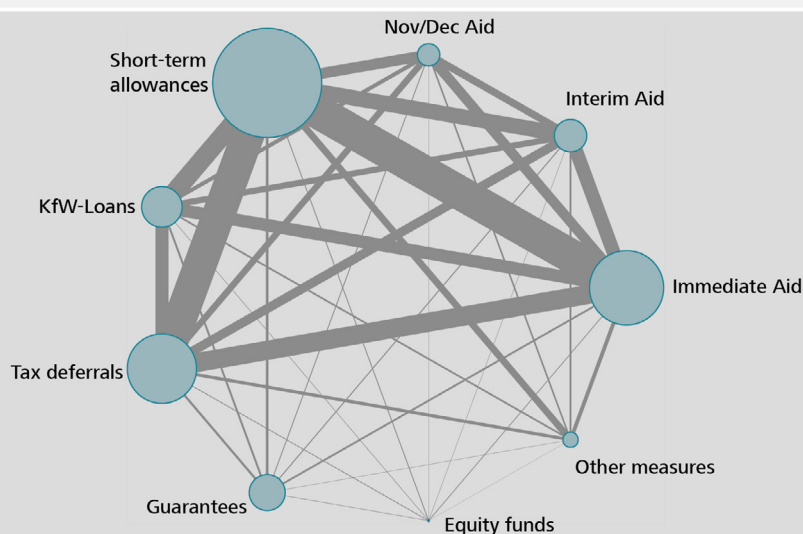 Nov/Dec Aid
Short-term
allowances
Interim Aid
KfW-Loans
Immediate Aid
Tax deferrals
Other measures
Guarantees
Equity funds